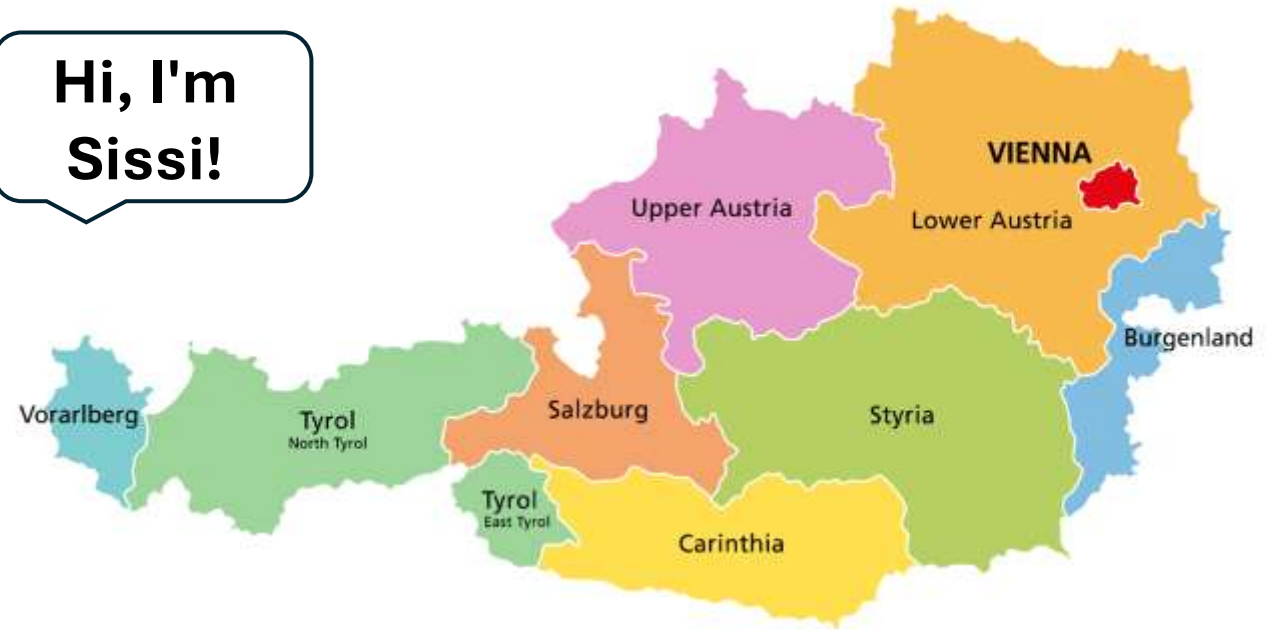 Hi, I'm
Sissi!
VIENNA
Upper Austria
Lower Austria
Burgenland
Vorarlberg
Tyrol
North Tyrol
Salzburg
Styria
Tyrol
East Tyrol
Carinthia